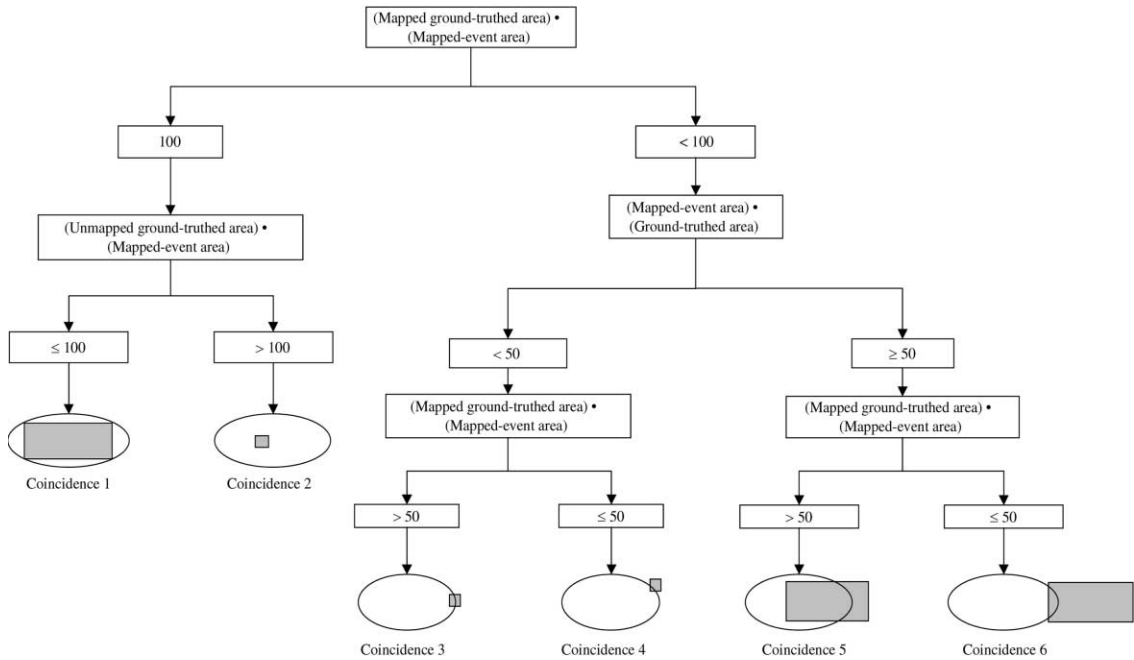 (Mapped ground-truthed area) •
(Mapped-event area)
100
< 100
(Unmapped ground-truthed area) •
(Mapped-event area)
(Mapped-event area) •
(Ground-truthed area)
≤ 100
> 100
< 50
≥ 50
(Mapped ground-truthed area) •
(Mapped-event area)
(Mapped ground-truthed area) •
(Mapped-event area)
Coincidence 1
Coincidence 2
> 50
≤ 50
> 50
≤ 50
Coincidence 3
Coincidence 4
Coincidence 5
Coincidence 6